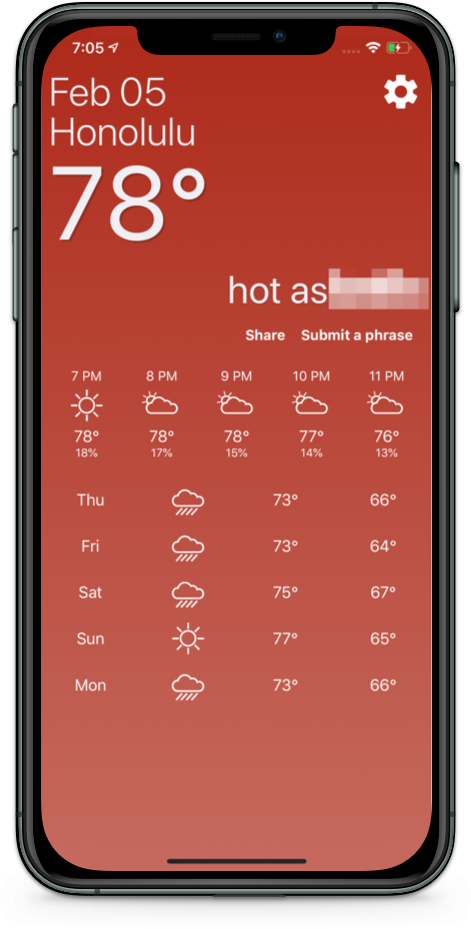 7:05
Feb 05
Honolulu
78°
hot as
Share Submit a phrase
7 PM 8 PM 9 PM 10 PM 11 PM
78° 78° 78° 77° 76°
18% 17% 15% 14% 13%
Thu 73° 66°
Fri 73° 64°
Sat 75° 67°
Sun 77° 65°
Mon 73° 66°